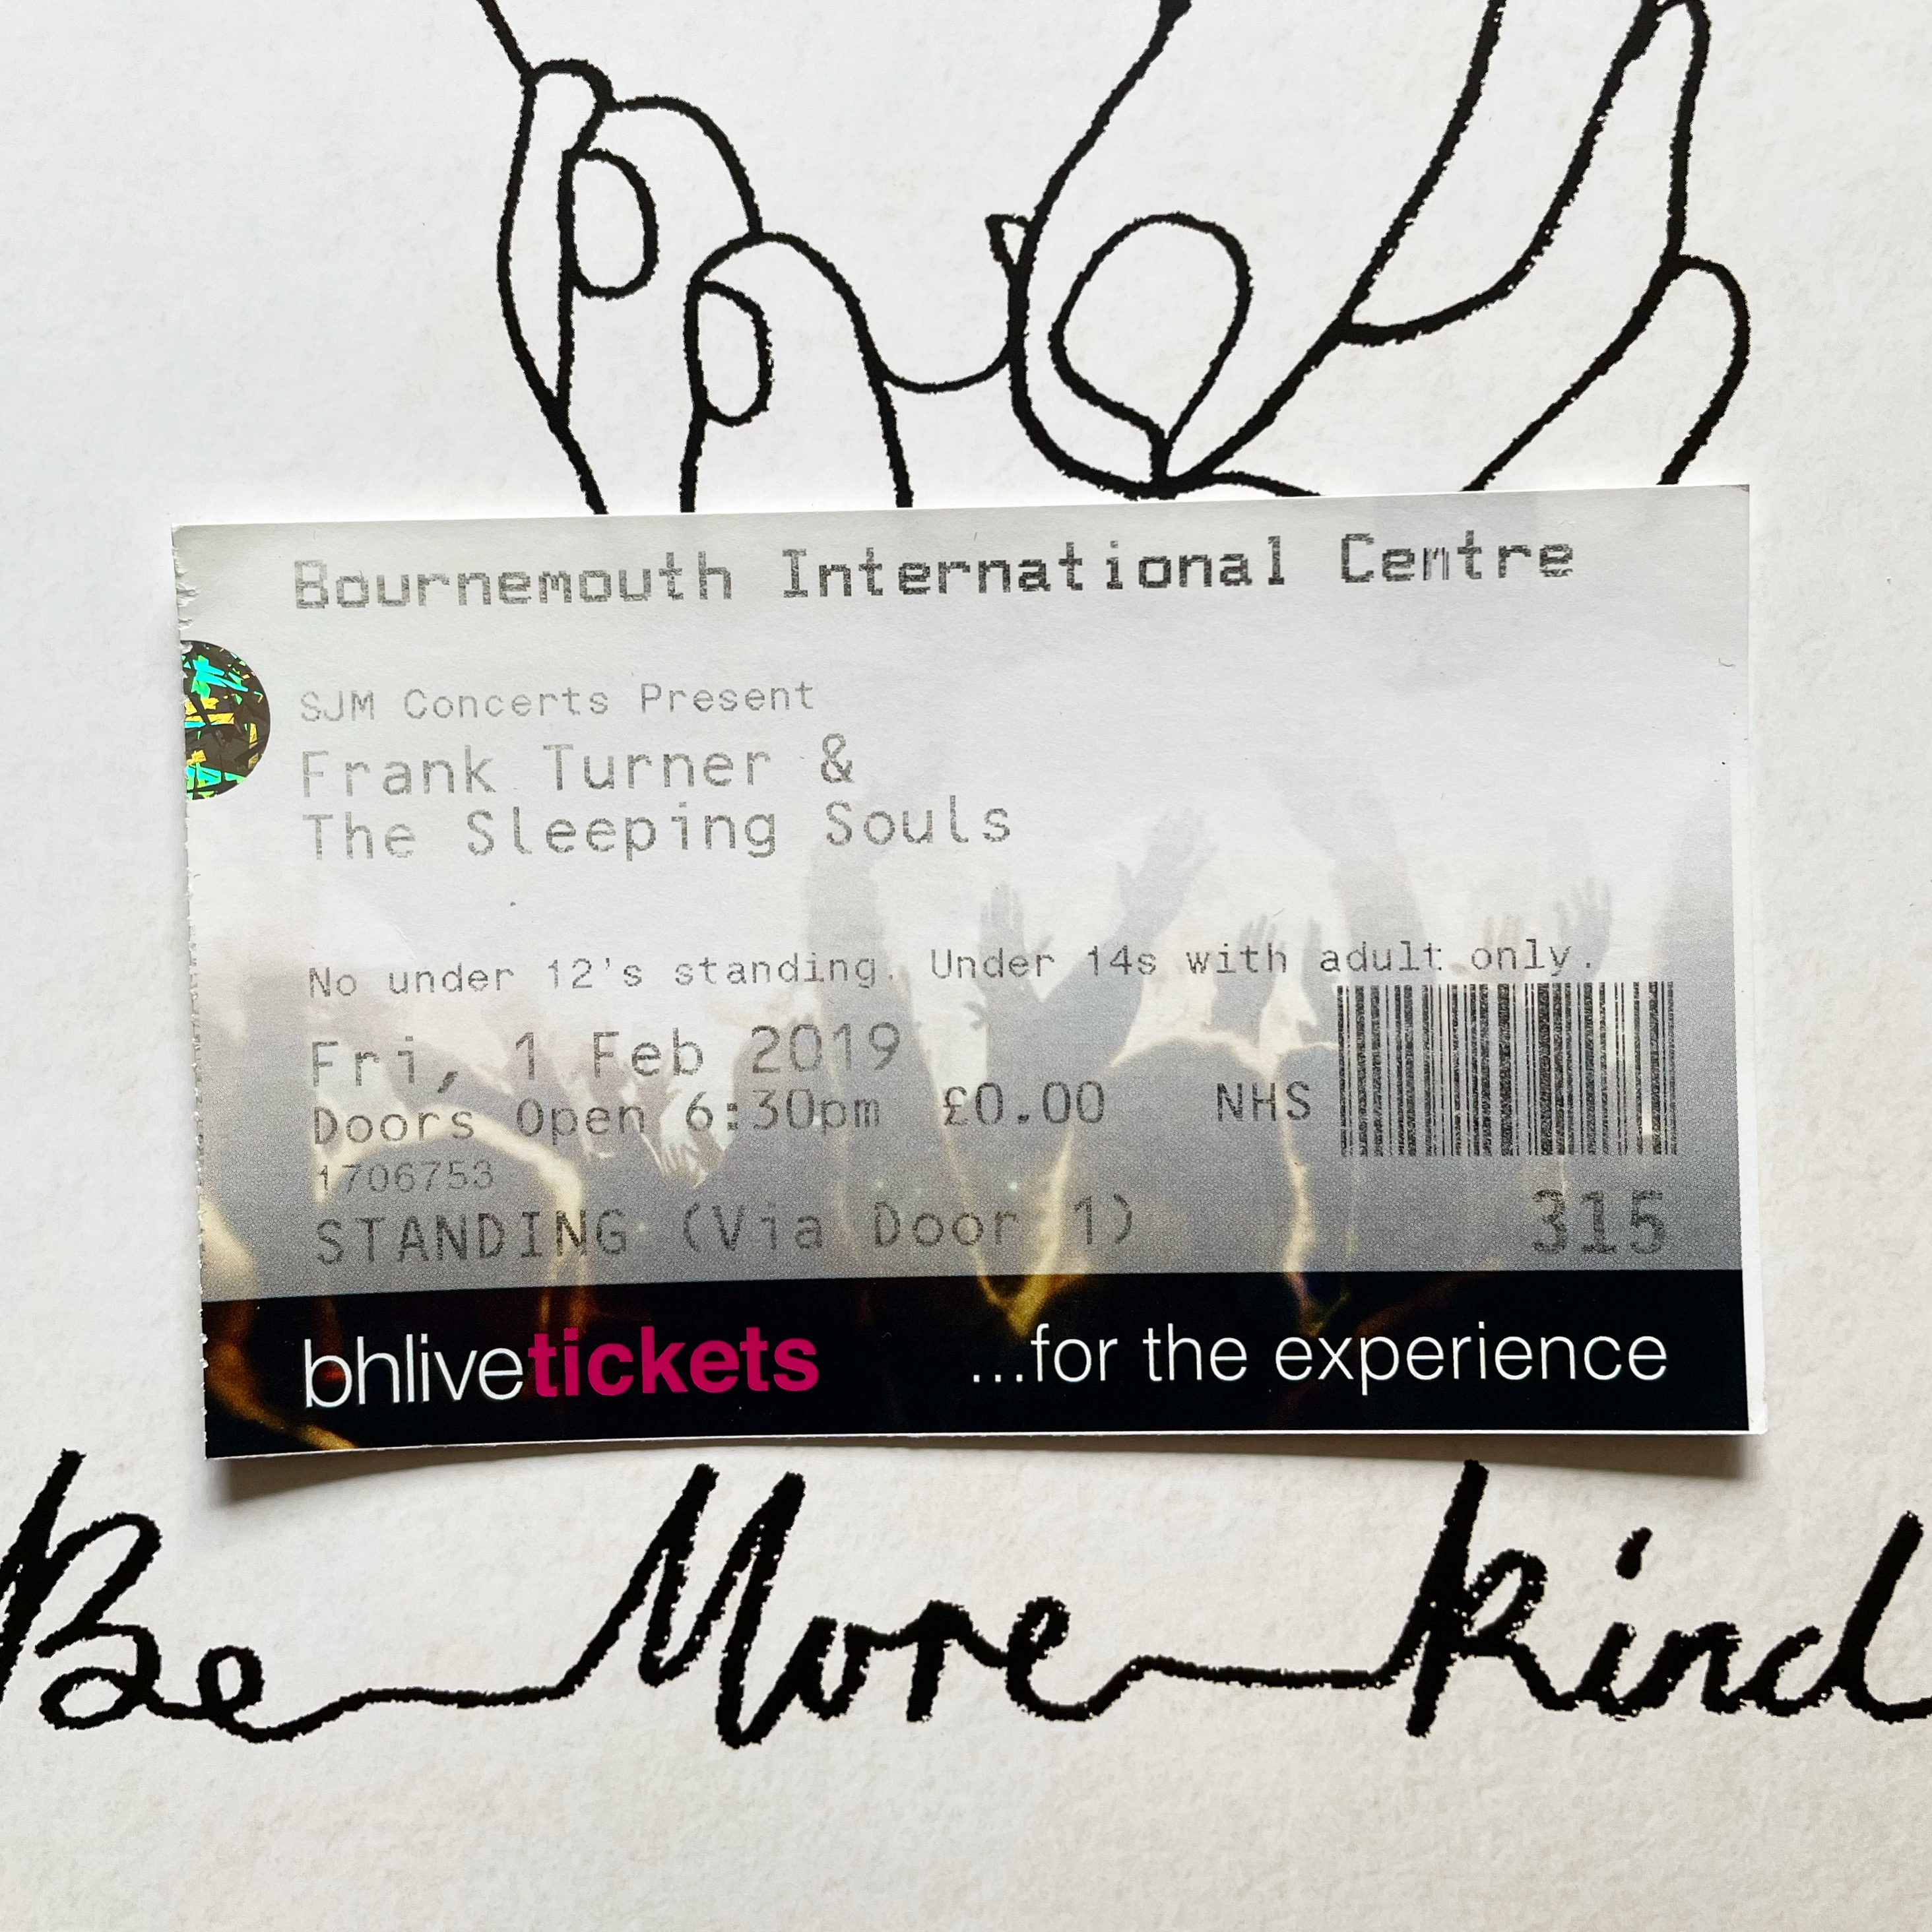 Bournemouth International Centre
SJM Concerts Present
Frank Turner &
The Sleeping Souls
No under 12's standing. Under 14s with adult only.
Fri, 1 Feb 2019
Doors Open 6:30pm £0.00 NHS
1706753
STANDING (Via Door 1) 315
bhlivetickets ...for the experience
Be More Kind